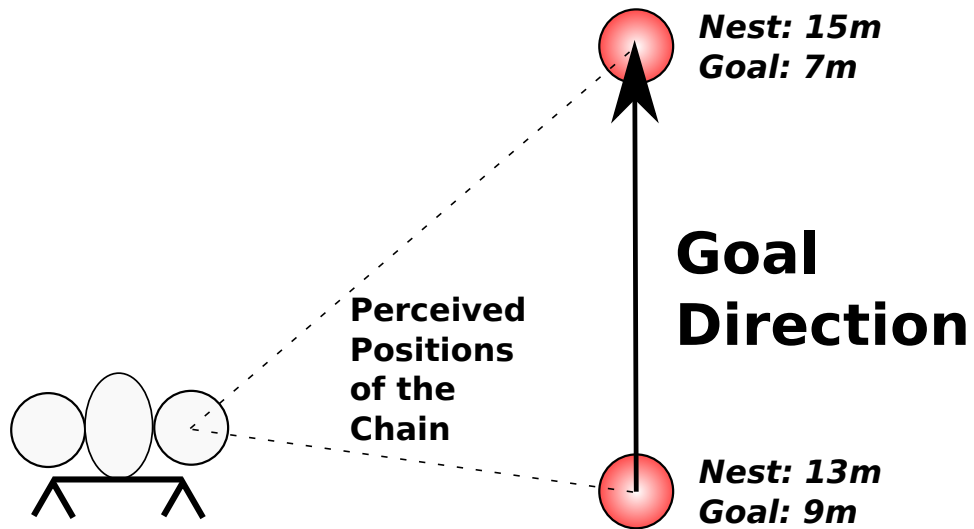 Nest: 15m
Goal: 7m
Goal
Direction
Perceived
Positions
of the
Chain
Nest: 13m
Goal: 9m